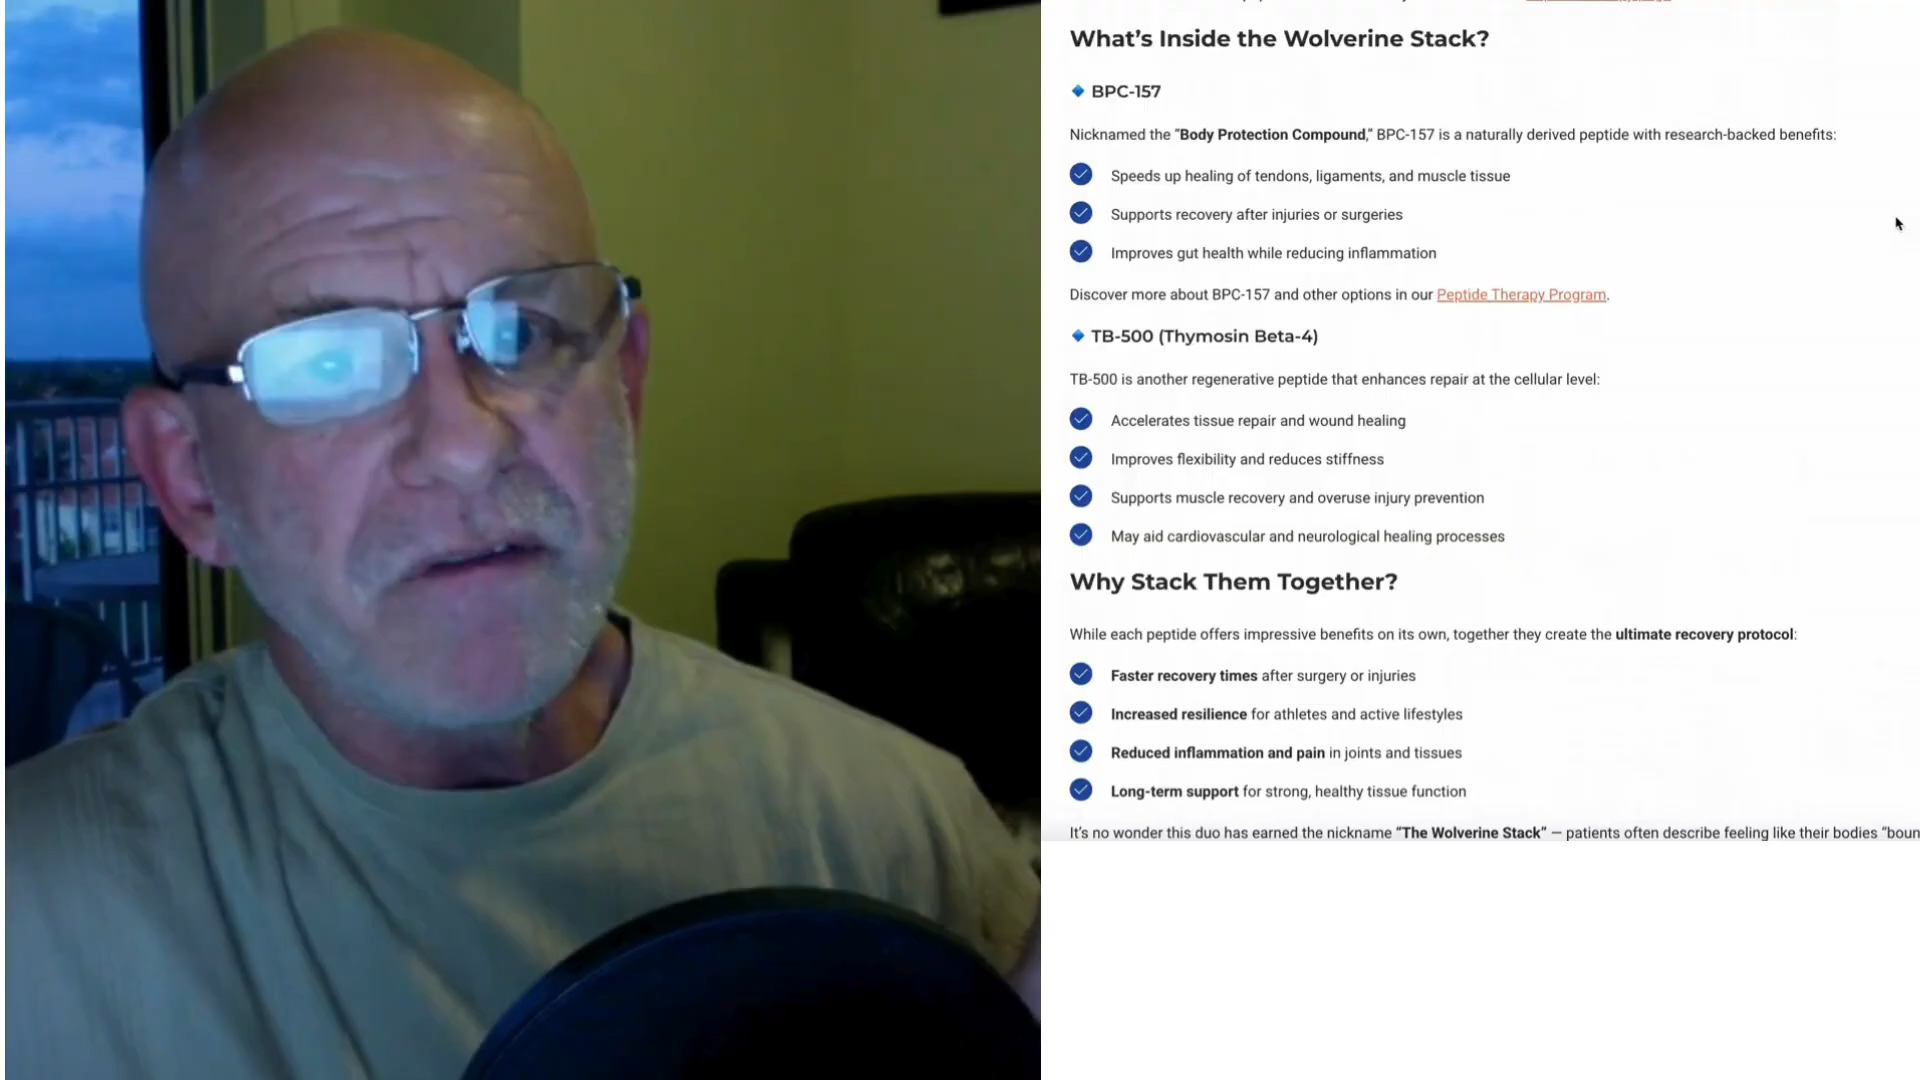 What’s Inside the Wolverine Stack?
BPC-157
Nicknamed the “Body Protection Compound,” BPC-157 is a naturally derived peptide with research-backed benefits:
Speeds up healing of tendons, ligaments, and muscle tissue
Supports recovery after injuries or surgeries
Improves gut health while reducing inflammation
Discover more about BPC-157 and other options in our Peptide Therapy Program.
TB-500 (Thymosin Beta-4)
TB-500 is another regenerative peptide that enhances repair at the cellular level:
Accelerates tissue repair and wound healing
Improves flexibility and reduces stiffness
Supports muscle recovery and overuse injury prevention
May aid cardiovascular and neurological healing processes
Why Stack Them Together?
While each peptide offers impressive benefits on its own, together they create the ultimate recovery protocol:
Faster recovery times after surgery or injuries
Increased resilience for athletes and active lifestyles
Reduced inflammation and pain in joints and tissues
Long-term support for strong, healthy tissue function
It’s no wonder this duo has earned the nickname “The Wolverine Stack” — patients often describe feeling like their bodies “boun